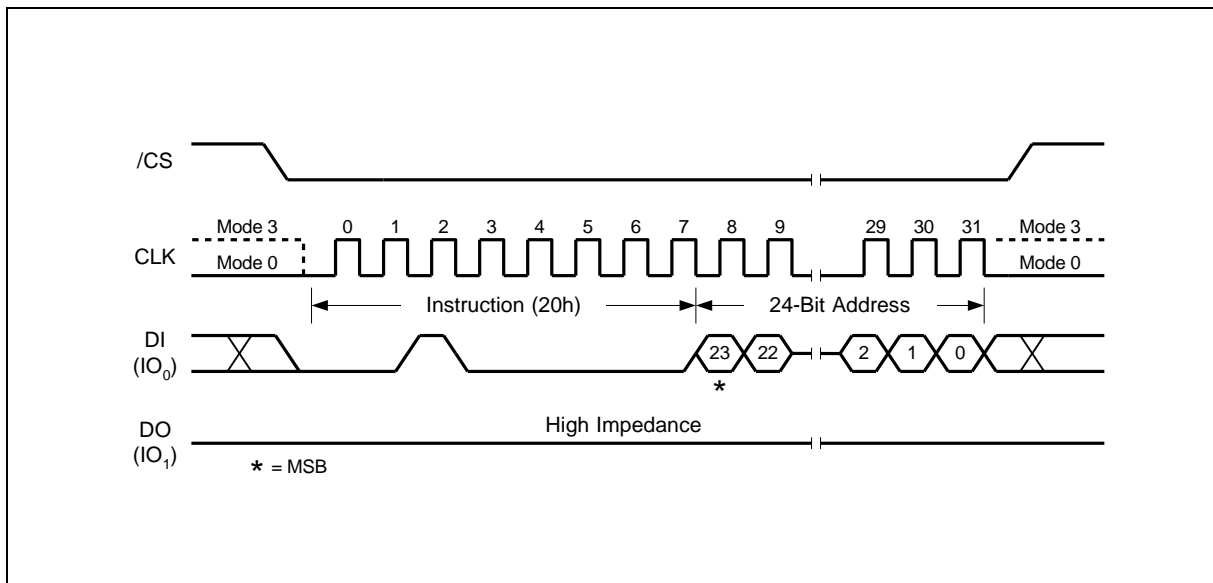 /CS
Mode 3 0 1 2 3 4 5 6 7 8 9 29 30 31 Mode 3
CLK
Mode 0 Mode 0
Instruction (20h) 24-Bit Address
DI
(IO0) 23 22 2 1 0
*
DO High Impedance
(IO1)
* = MSB